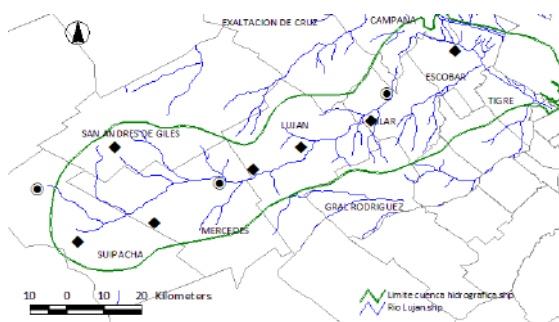 EXALTACION DE CRUZ
CAMPANA
ESCOBAR
TIGRE
SAN ANDRES DE GILES
LUJAN
ILAR
GRAL RODRIGUEZ
MERCEDES
SUIPACHA
10 0 10 20 Kilometers
Limite cuenca hidrografica.shp
Rio Lujan.shp